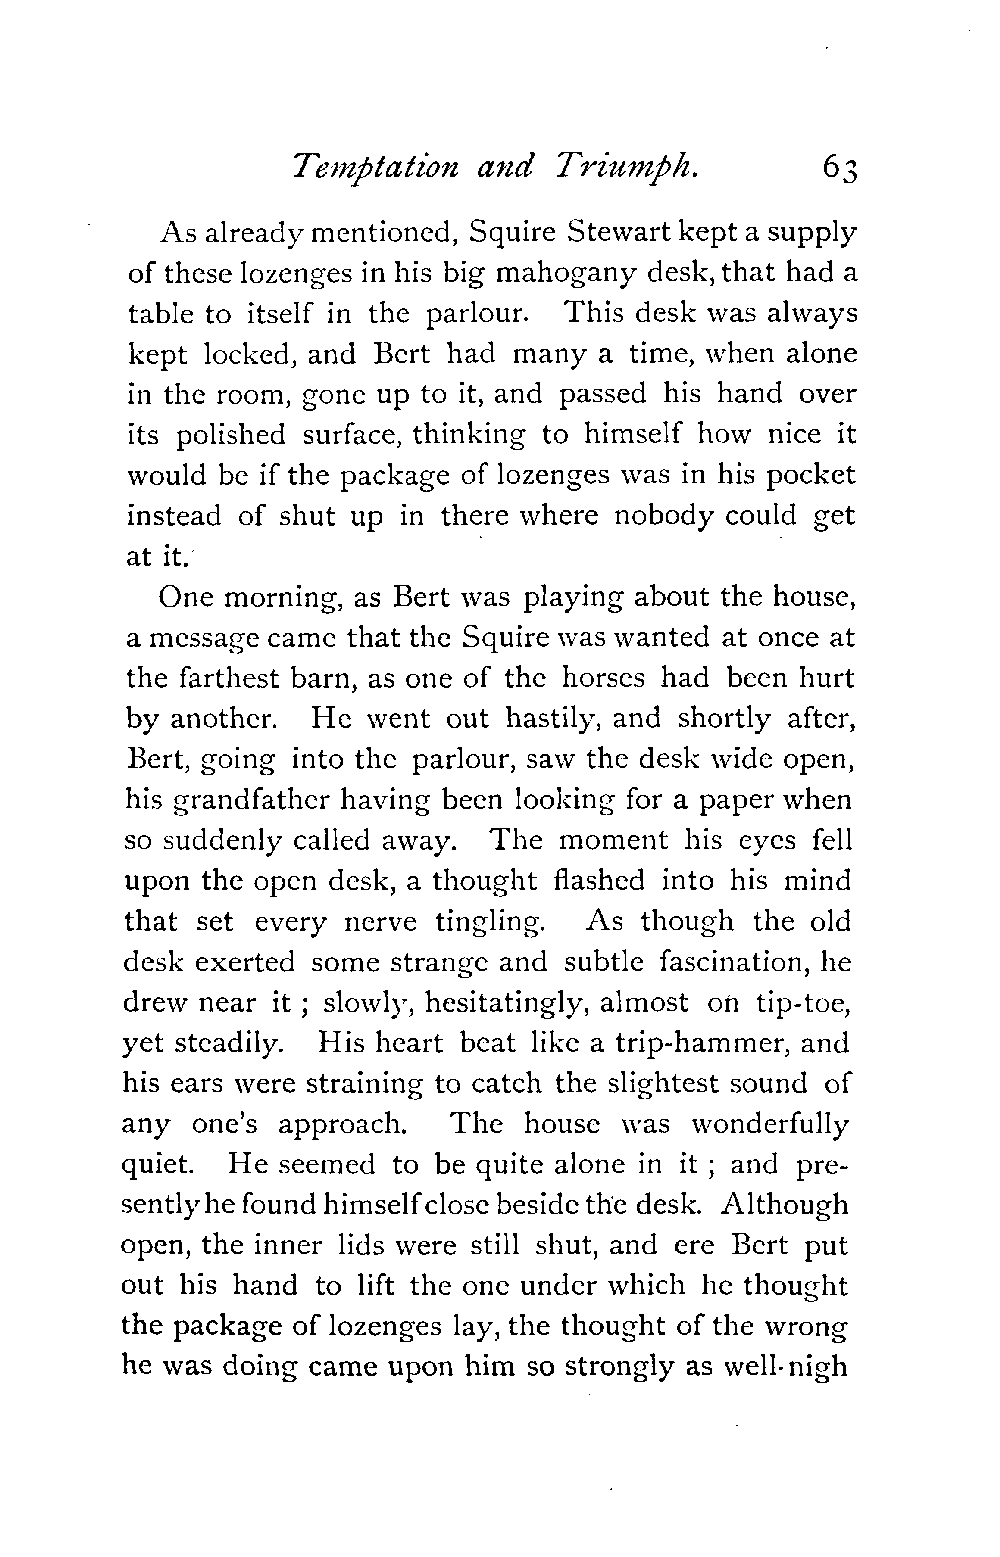 Temptation and Triumph. 63
As already mentioned, Squire Stewart kept a supply
of these lozenges in his big mahogany desk, that had a
table to itself in the parlour. This desk was always
kept locked, and Bert had many a time, when alone
in the room, gone up to it, and passed his hand over
its polished surface, thinking to himself how nice it
would be if the package of lozenges was in his pocket
instead of shut up in there where nobody could get
at it.
One morning, as Bert was playing about the house,
a message came that the Squire was wanted at once at
the farthest barn, as one of the horses had been hurt
by another. He went out hastily, and shortly after,
Bert, going into the parlour, saw the desk wide open,
his grandfather having been looking for a paper when
so suddenly called away. The moment his eyes fell
upon the open desk, a thought flashed into his mind
that set every nerve tingling. As though the old
desk exerted some strange and subtle fascination, he
drew near it ; slowly, hesitatingly, almost on tip-toe,
yet steadily. His heart beat like a trip-hammer, and
his ears were straining to catch the slightest sound of
any one's approach. The house was wonderfully
quiet. He seemed to be quite alone in it ; and pre-
sently he found himself close beside the desk. Although
open, the inner lids were still shut, and ere Bert put
out his hand to lift the one under which he thought
the package of lozenges lay, the thought of the wrong
he was doing came upon him so strongly as well-nigh